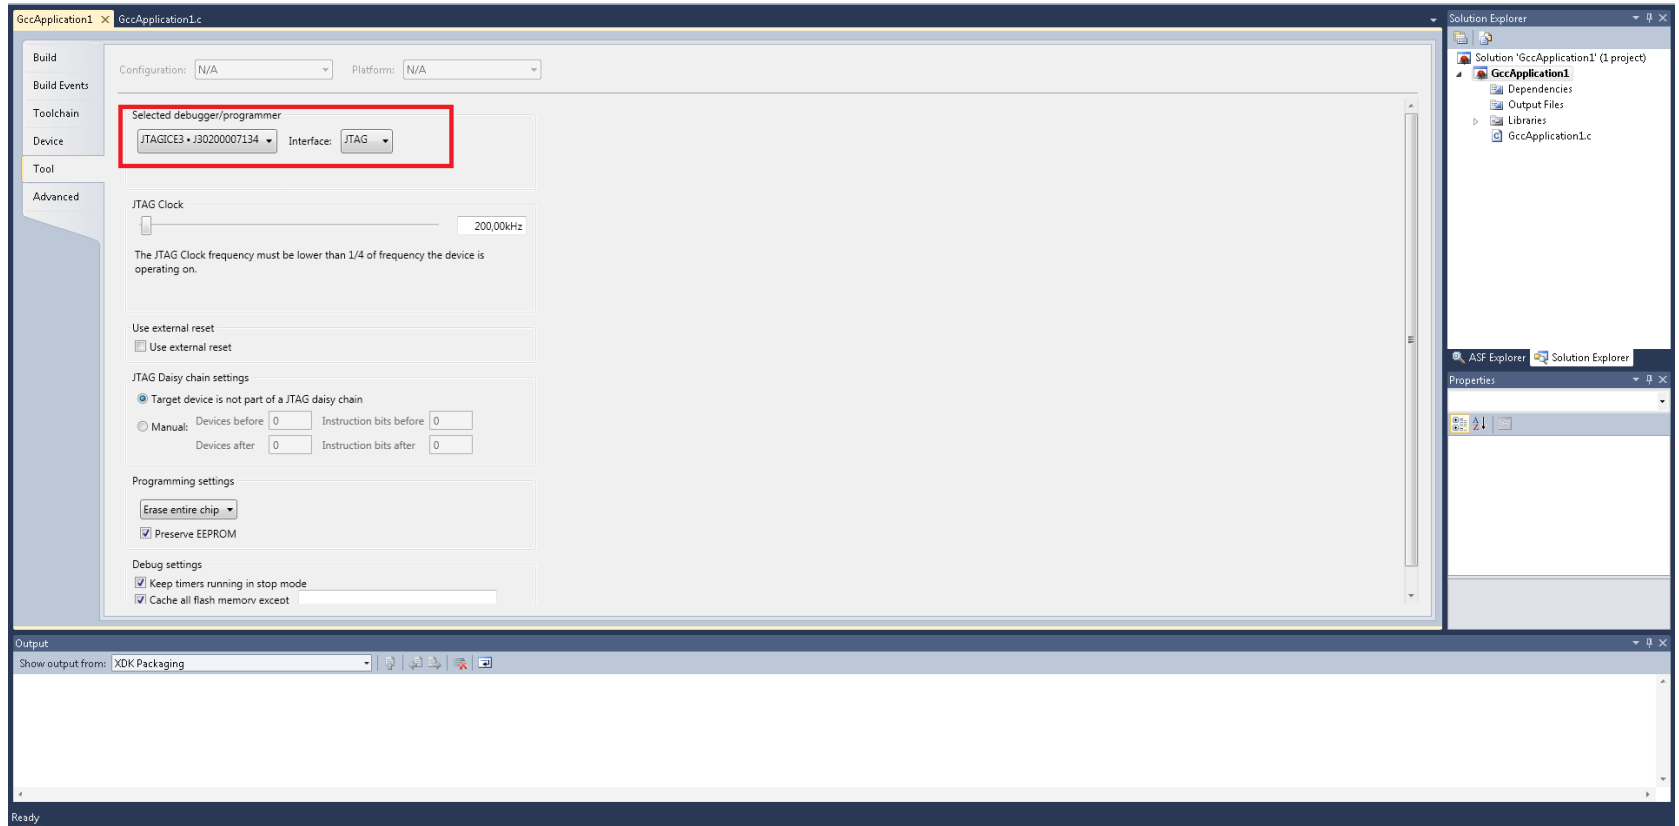 GccApplication1 GccApplication1.c
Build
Build Events
Toolchain
Device
Tool
Advanced
Configuration: N/A Platform: N/A
Selected debugger/programmer
JTAGICE3 • J30200007134 Interface: JTAG
JTAG Clock
200,00kHz
The JTAG Clock frequency must be lower than 1/4 of frequency the device is
operating on.
Use external reset
Use external reset
JTAG Daisy chain settings
Target device is not part of a JTAG daisy chain
Manual: Devices before 0 Instruction bits before 0
Devices after 0 Instruction bits after 0
Programming settings
Erase entire chip
Preserve EEPROM
Debug settings
Keep timers running in stop mode
Cache all flash memory except
Solution Explorer
Solution 'GccApplication1' (1 project)
GccApplication1
Dependencies
Output Files
Libraries
GccApplication1.c
ASF Explorer Solution Explorer
Properties
Output
Show output from: XDK Packaging
Ready